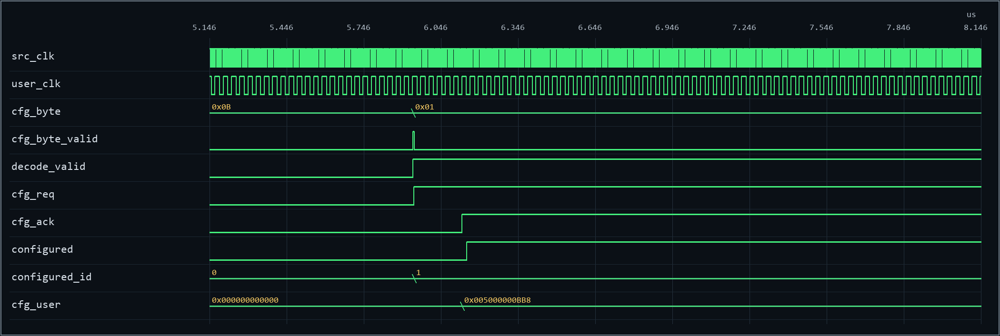 us
5.146 5.446 5.746 6.046 6.346 6.646 6.946 7.246 7.546 7.846 8.146
src_clk
user_clk
cfg_byte 0x0B 0x01
cfg_byte_valid
decode_valid
cfg_req
cfg_ack
configured
configured_id 0 1
cfg_user 0x000000000000 0x005000000BB8